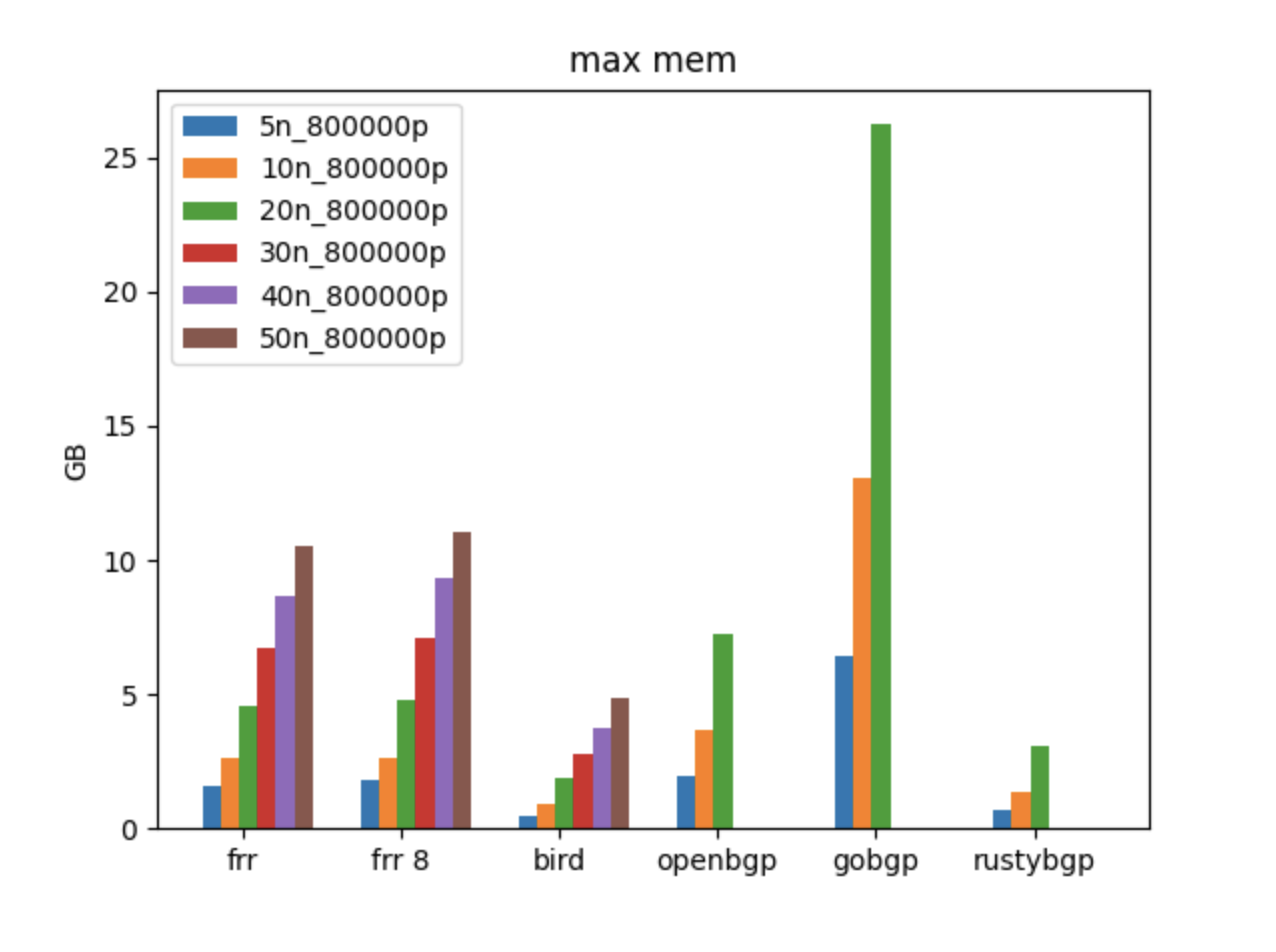 max mem
5n_800000p
10n_800000p
20n_800000p
30n_800000p
40n_800000p
50n_800000p
GB
25
20
15
10
5
0
frr
frr 8
bird
openbgp
gobgp
rustybgp